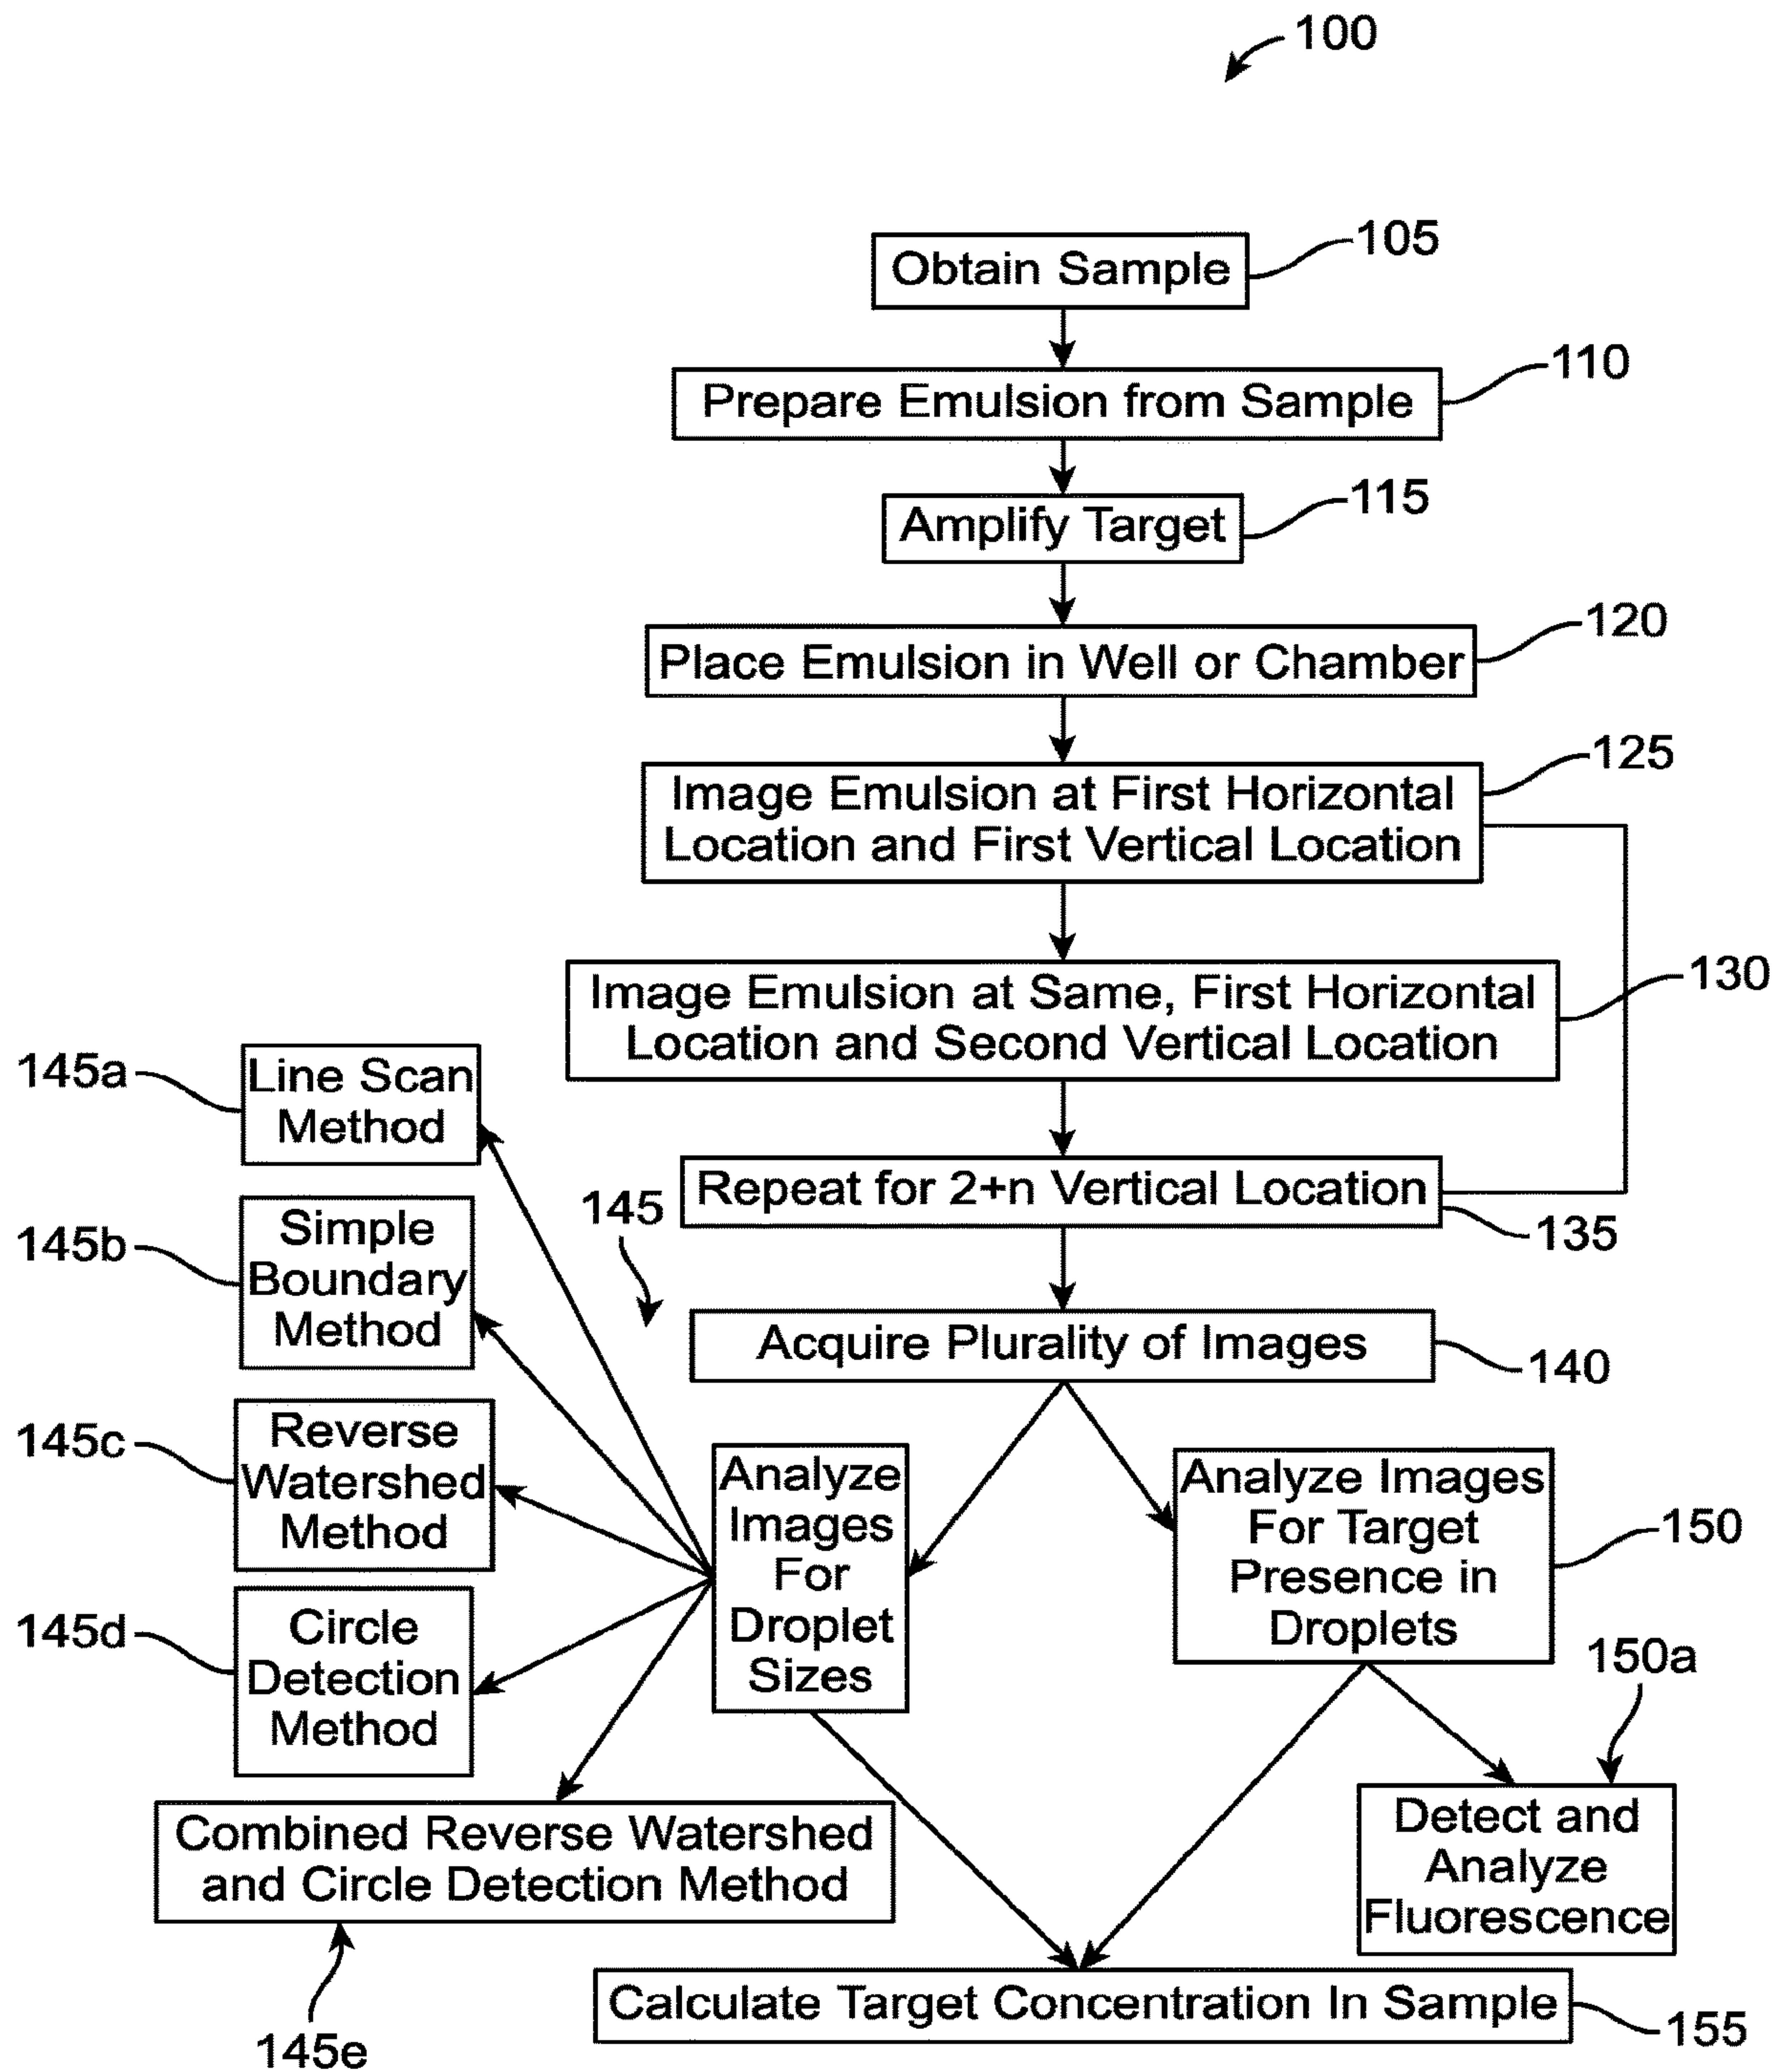 100
Obtain Sample
105
Prepare Emulsion from Sample
110
Amplify Target
115
Place Emulsion in Well or Chamber
120
Image Emulsion at First Horizontal
Location and First Vertical Location
125
Image Emulsion at Same, First Horizontal
Location and Second Vertical Location
130
Repeat for 2+n Vertical Location
135
Acquire Plurality of Images
140
145
Analyze
Images
For
Droplet
Sizes
145a
Line Scan
Method
145b
Simple
Boundary
Method
145c
Reverse
Watershed
Method
145d
Circle
Detection
Method
Combined Reverse Watershed
and Circle Detection Method
145e
Analyze Images
For Target
Presence in
Droplets
150
150a
Detect and
Analyze
Fluorescence
Calculate Target Concentration In Sample
155